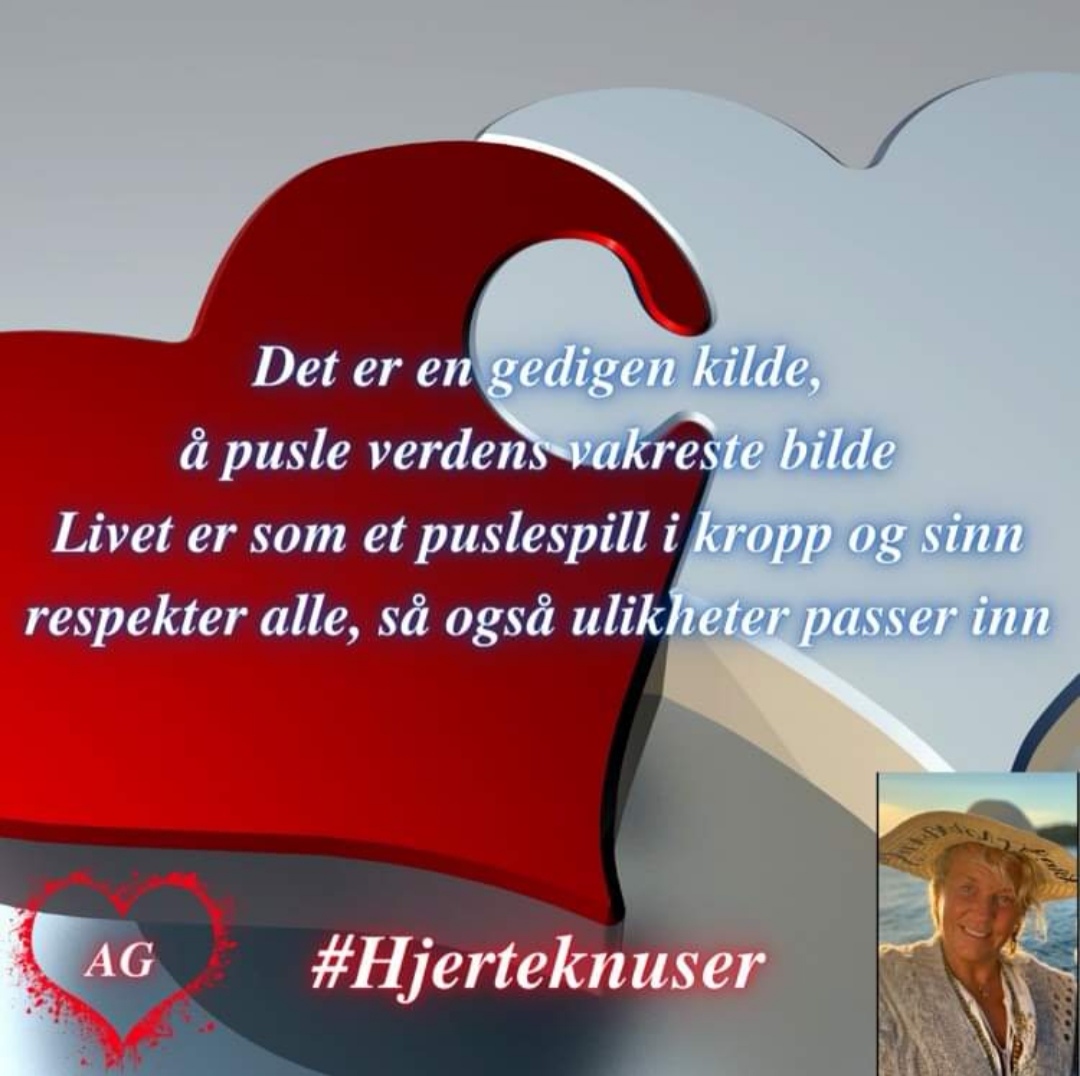 Det er en gedigen kilde,
å pusle verdens vakreste bilde
Livet er som et puslespill i kropp og sinn
respekter alle, så også ulikheter passer inn
AG
#Hjerteknuser